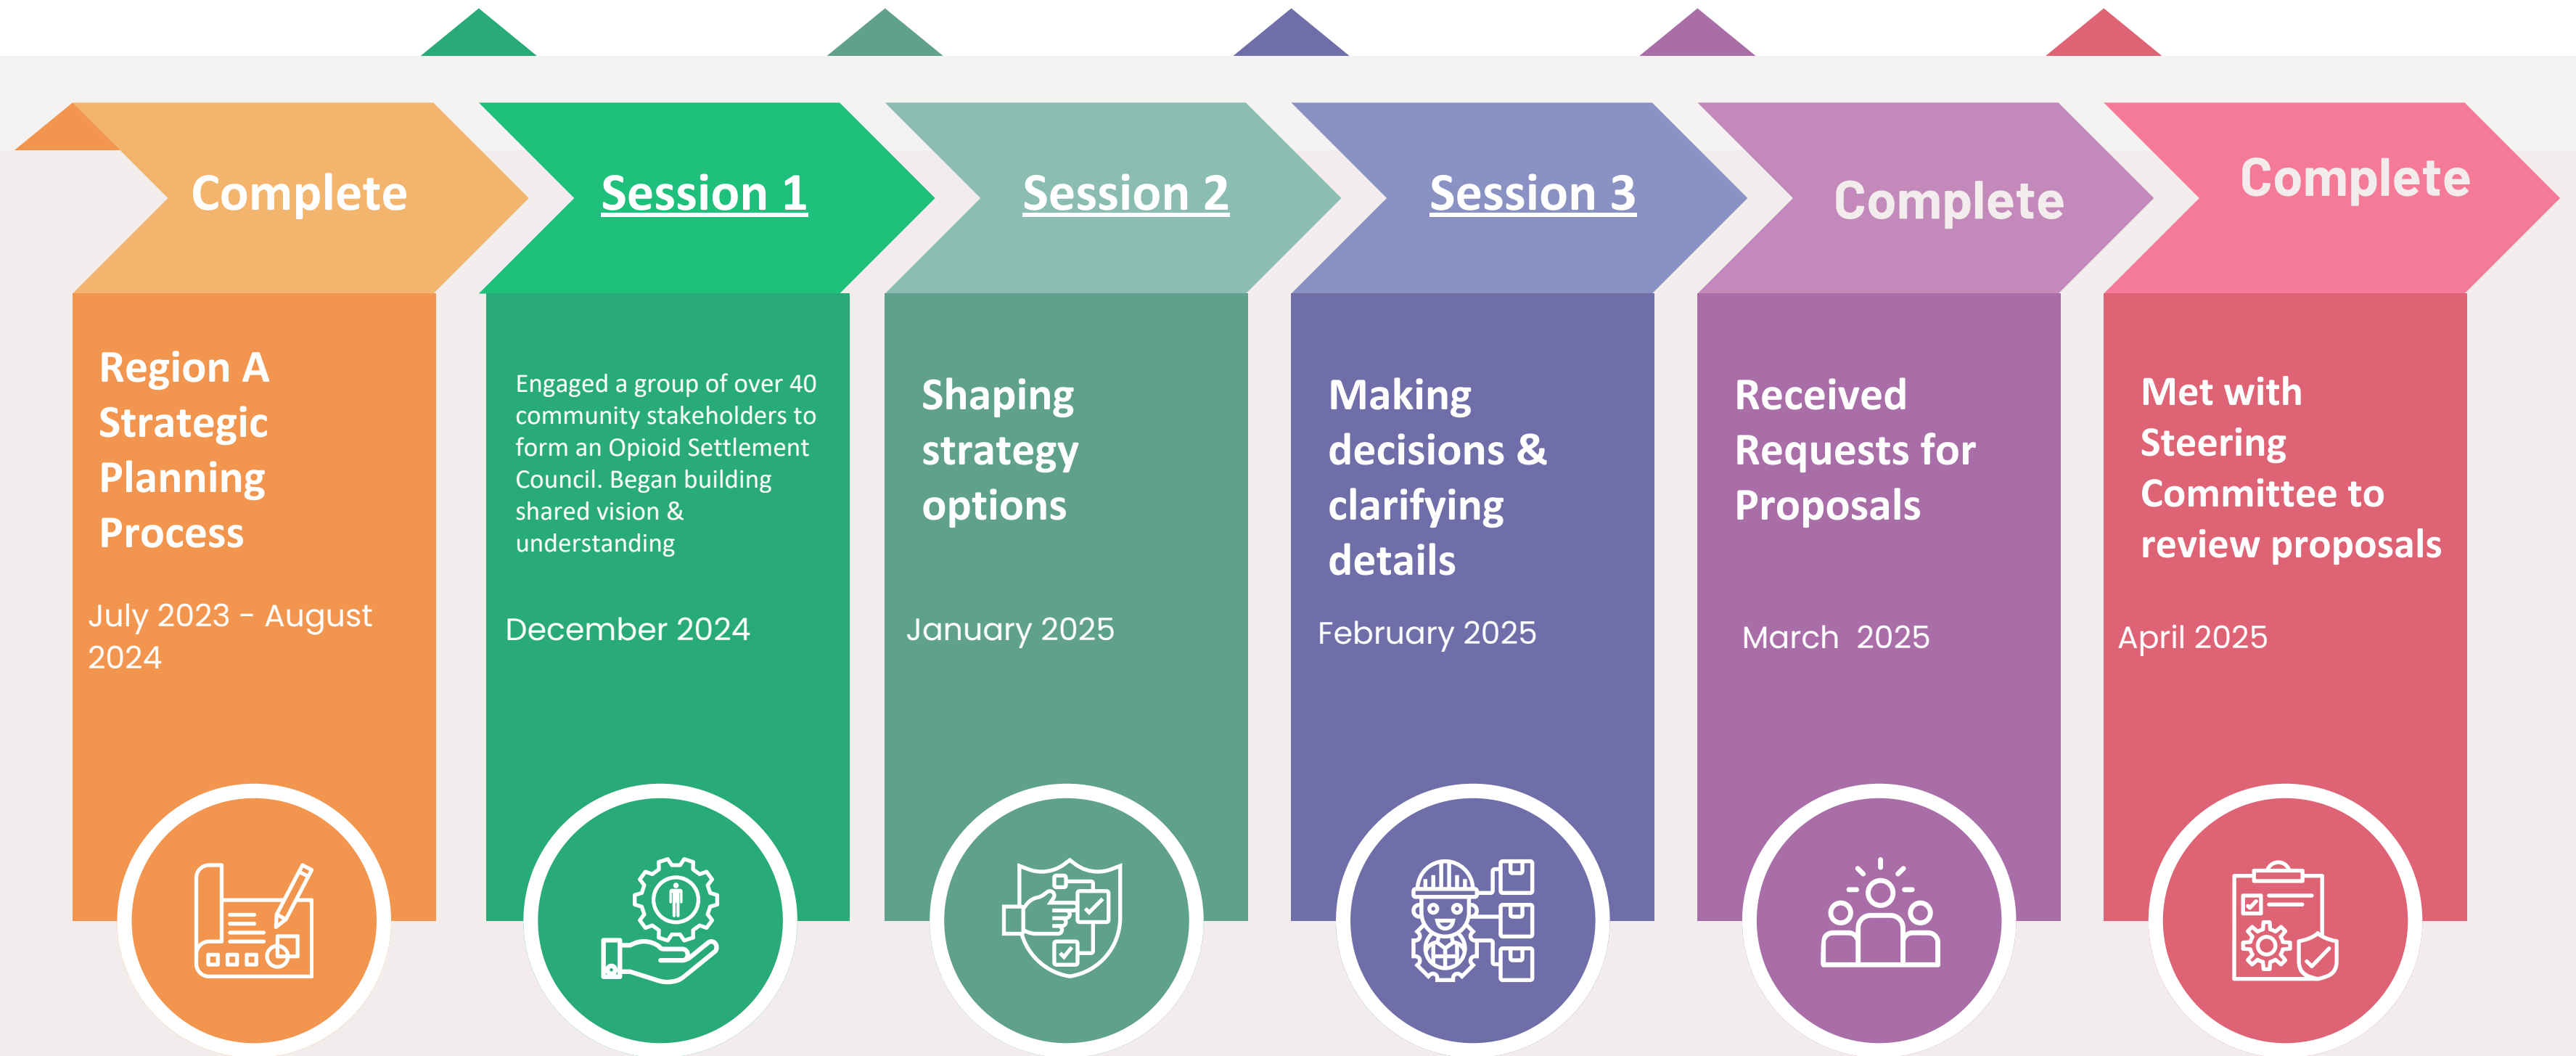 Complete
Region A
Strategic
Planning
Process
July 2023 - August
2024
Session 1
Engaged a group of over 40
community stakeholders to
form an Opioid Settlement
Council. Began building
shared vision &
understanding
December 2024
Session 2
Shaping
strategy
options
January 2025
Session 3
Making
decisions &
clarifying
details
February 2025
Complete
Received
Requests for
Proposals
March  2025
Complete
Met with
Steering
Committee to
review proposals
April 2025